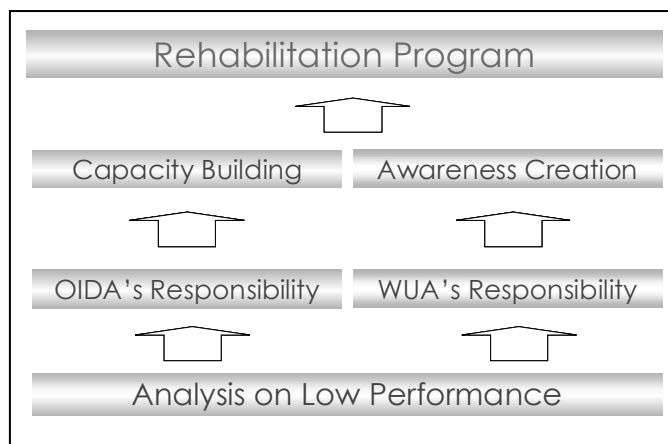 Rehabilitation Program
Capacity Building
Awareness Creation
OIDA's Responsibility
WUA's Responsibility
Analysis on Low Performance